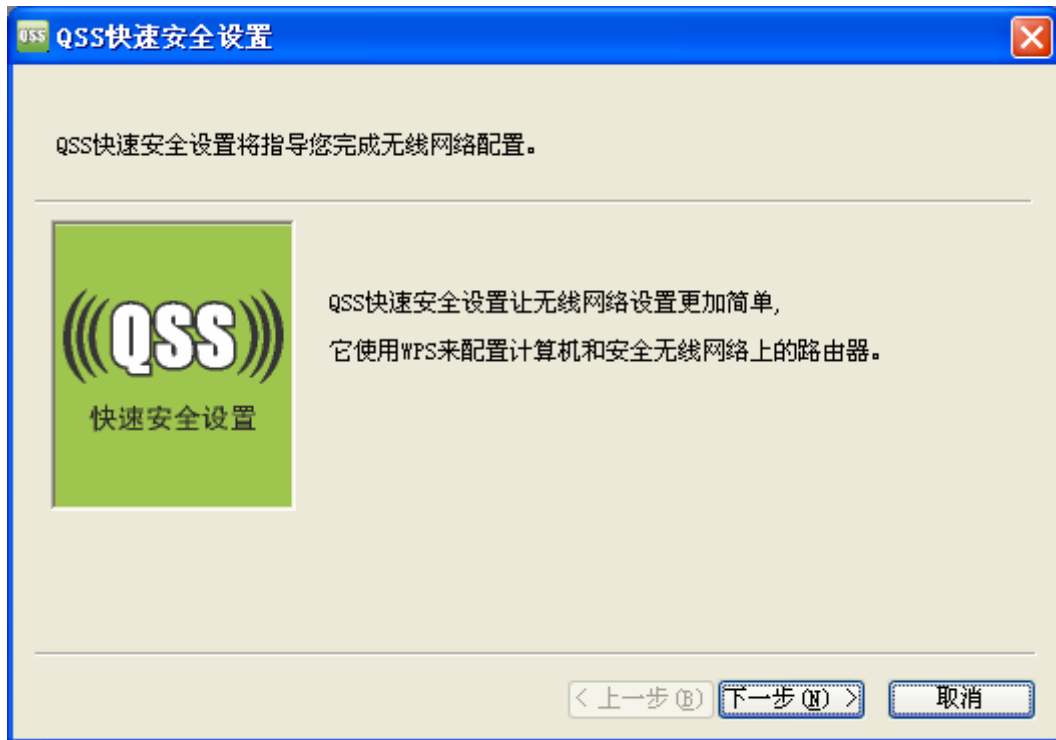 QSS QSS快速安全设置
QSS快速安全设置将指导您完成无线网络配置。
(((QSS)))
快速安全设置
QSS快速安全设置让无线网络设置更加简单,
它使用WPS来配置计算机和安全无线网络上的路由器。
< 上一步(B) 下一步(N) > 取消